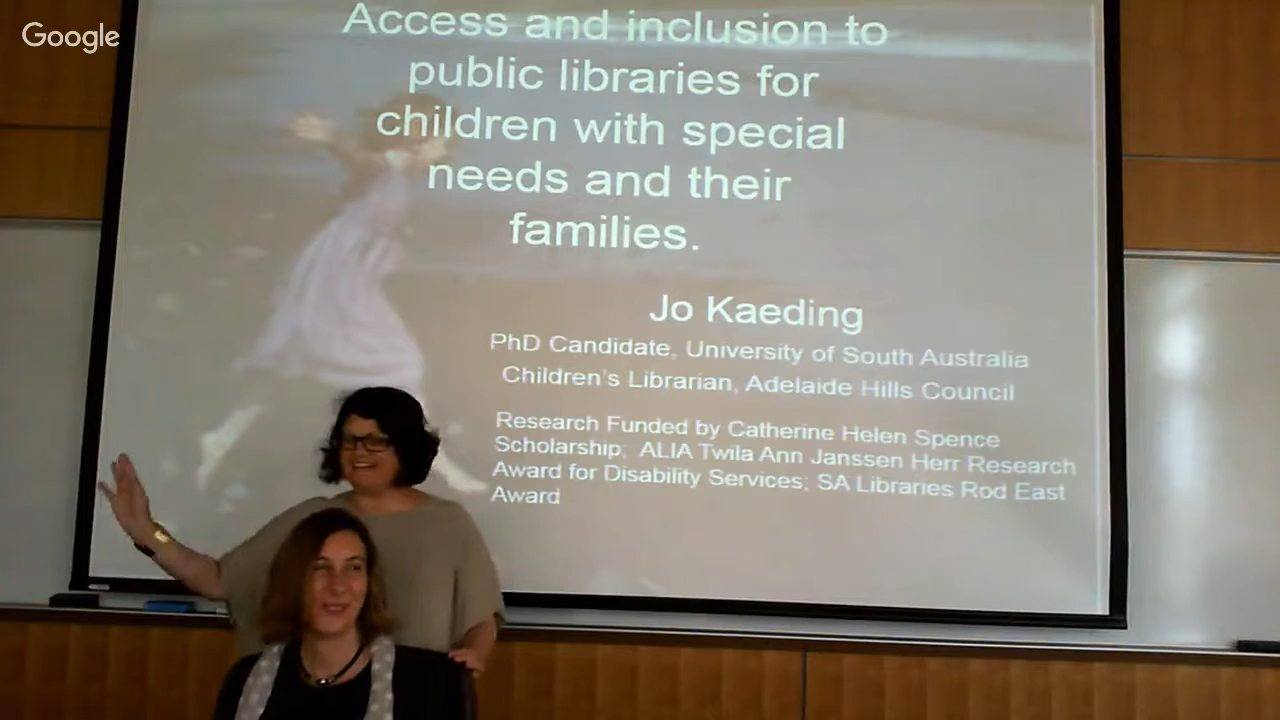 Google
Access and inclusion to
public libraries for
children with special
needs and their
families.
Jo Kaeding
PhD Candidate, University of South Australia
Children's Librarian, Adelaide Hills Council
Research Funded by Catherine Helen Spence
Scholarship; ALIA Twila Ann Janssen Herr Research
Award for Disability Services; SA Libraries Rod East
Award